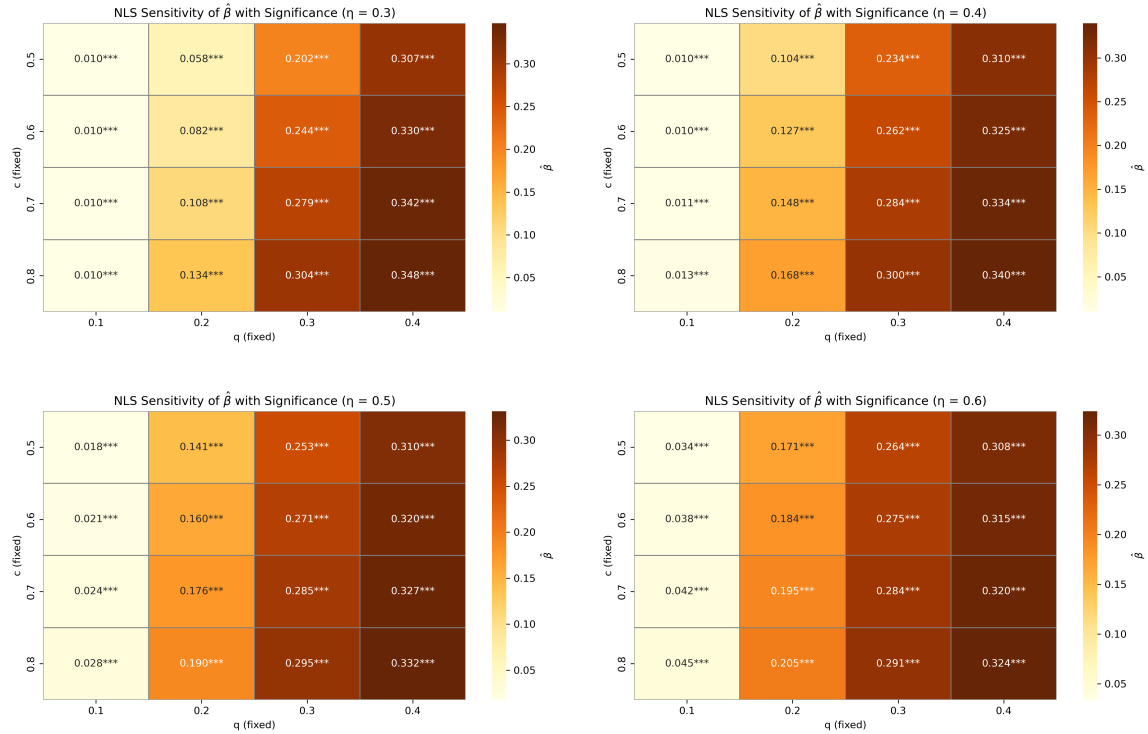 NLS Sensitivity of β̂ with Significance (η = 0.3)
0.5 0.010*** 0.058*** 0.202*** 0.307***
0.6 0.010*** 0.082*** 0.244*** 0.330***
0.7 0.010*** 0.108*** 0.279*** 0.342***
0.8 0.010*** 0.134*** 0.304*** 0.348***
c (fixed)
0.1 0.2 0.3 0.4
q (fixed)
0.30
0.25
0.20
0.15
0.10
0.05
β̂
NLS Sensitivity of β̂ with Significance (η = 0.4)
0.5 0.010*** 0.104*** 0.234*** 0.310***
0.6 0.010*** 0.127*** 0.262*** 0.325***
0.7 0.011*** 0.148*** 0.284*** 0.334***
0.8 0.013*** 0.168*** 0.300*** 0.340***
c (fixed)
0.1 0.2 0.3 0.4
q (fixed)
0.30
0.25
0.20
0.15
0.10
0.05
β̂
NLS Sensitivity of β̂ with Significance (η = 0.5)
0.5 0.018*** 0.141*** 0.253*** 0.310***
0.6 0.021*** 0.160*** 0.271*** 0.320***
0.7 0.024*** 0.176*** 0.285*** 0.327***
0.8 0.028*** 0.190*** 0.295*** 0.332***
c (fixed)
0.1 0.2 0.3 0.4
q (fixed)
0.30
0.25
0.20
0.15
0.10
0.05
β̂
NLS Sensitivity of β̂ with Significance (η = 0.6)
0.5 0.034*** 0.171*** 0.264*** 0.308***
0.6 0.038*** 0.184*** 0.275*** 0.315***
0.7 0.042*** 0.195*** 0.284*** 0.320***
0.8 0.045*** 0.205*** 0.291*** 0.324***
c (fixed)
0.1 0.2 0.3 0.4
q (fixed)
0.30
0.25
0.20
0.15
0.10
0.05
β̂